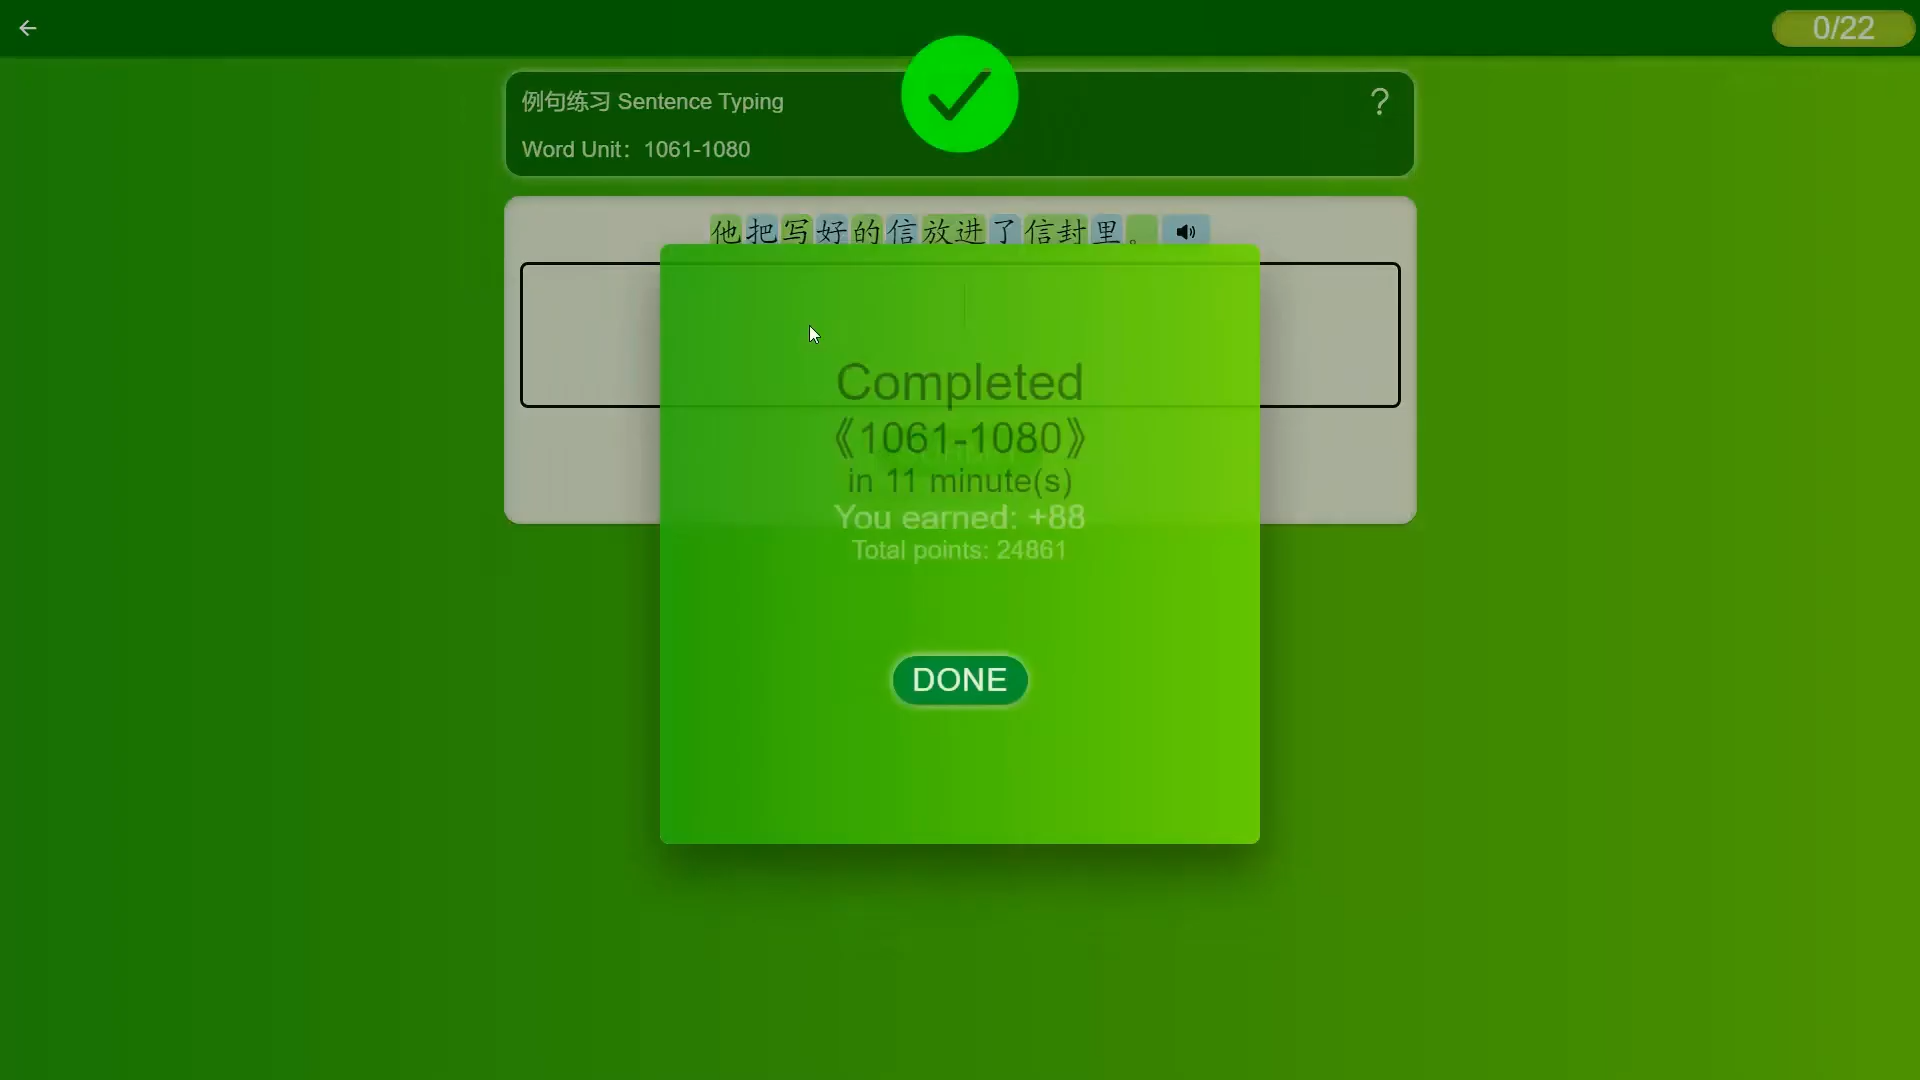 0/22
例句练习 Sentence Typing
?
Word Unit：1061-1080
他把写好的信放进了信封里。
Completed
《1061-1080》
in 11 minute(s)
You earned: +88
Total points: 24861
DONE